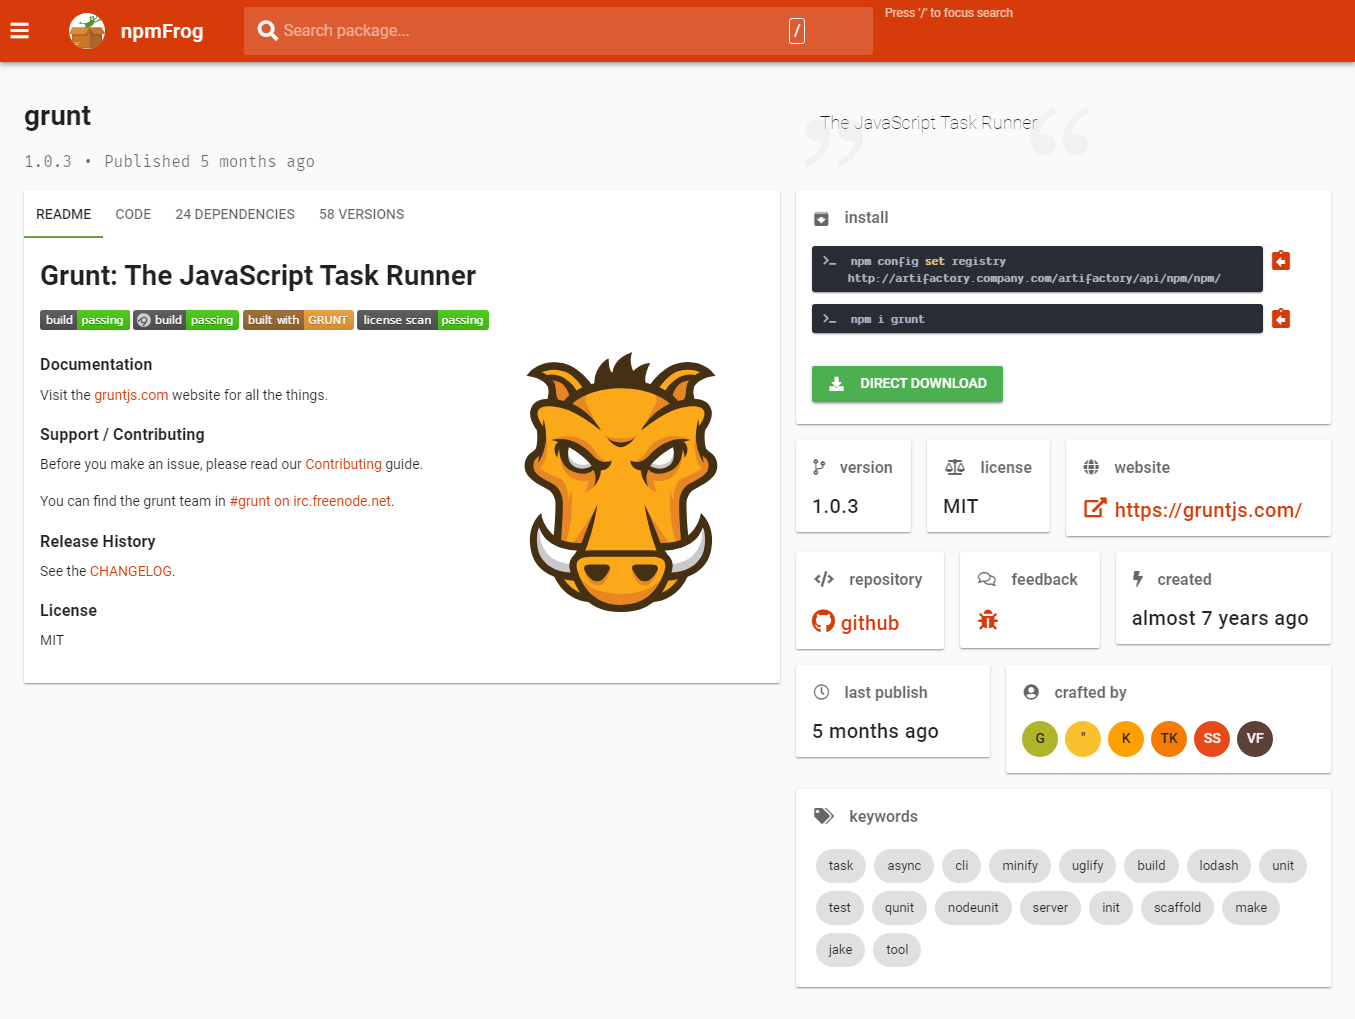 npmFrog
Search package...
/
Press '/' to focus search
grunt
1.0.3 • Published 5 months ago
The JavaScript Task Runner
README CODE 24 DEPENDENCIES 58 VERSIONS
Grunt: The JavaScript Task Runner
build passing build passing built with GRUNT license scan passing
Documentation
Visit the gruntjs.com website for all the things.
Support / Contributing
Before you make an issue, please read our Contributing guide.
You can find the grunt team in #grunt on irc.freenode.net.
Release History
See the CHANGELOG.
License
MIT
install
>_ npm config set registry
http://artifactory.company.com/artifactory/api/npm/npm/
>_ npm i grunt
DIRECT DOWNLOAD
version
1.0.3
license
MIT
website
https://gruntjs.com/
repository
github
feedback
created
almost 7 years ago
last publish
5 months ago
crafted by
G " K TK SS VF
keywords
task async cli minify uglify build lodash unit
test qunit nodeunit server init scaffold make
jake tool